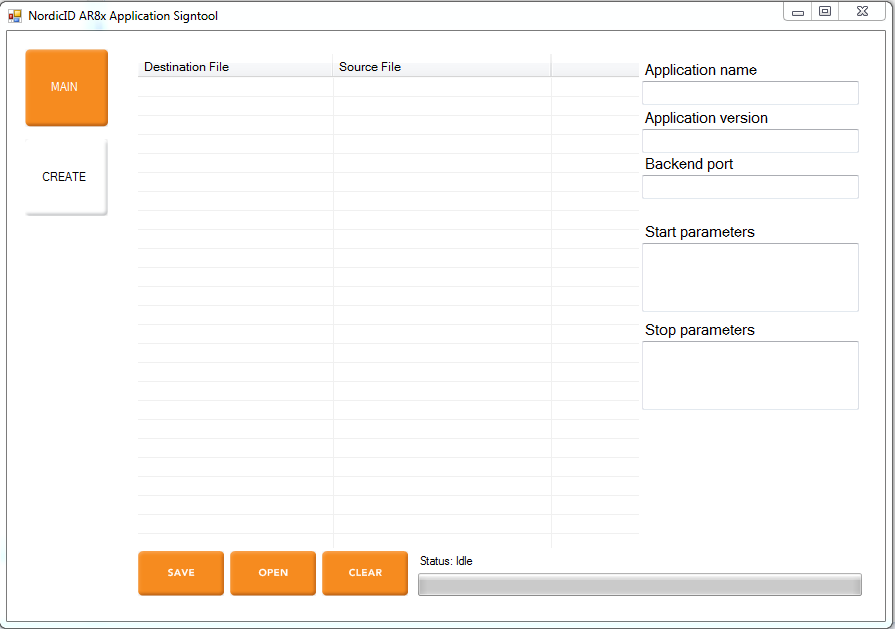 NordicID AR8x Application Signtool
MAIN
CREATE
Destination File
Source File
Application name
Application version
Backend port
Start parameters
Stop parameters
SAVE
OPEN
CLEAR
Status: Idle